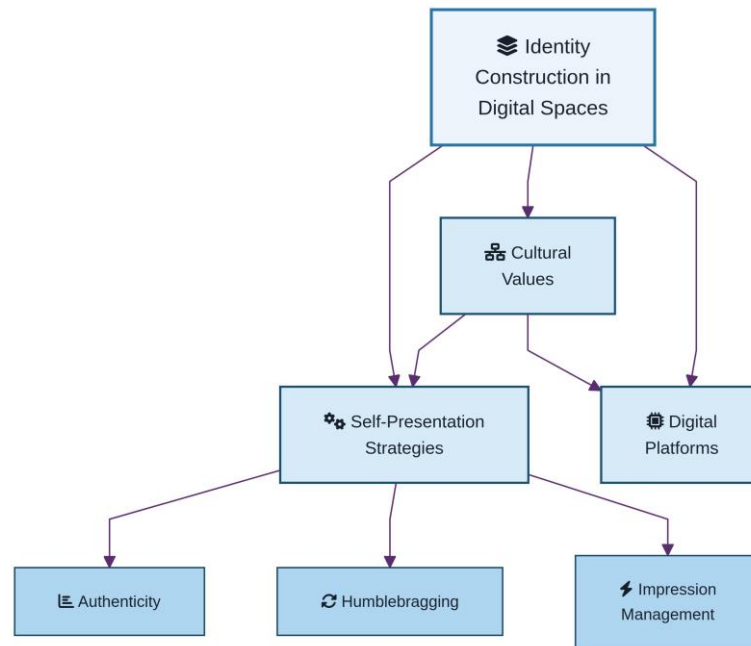 Identity
Construction in
Digital Spaces
Cultural
Values
Self-Presentation
Strategies
Digital
Platforms
Authenticity
Humblebragging
Impression
Management